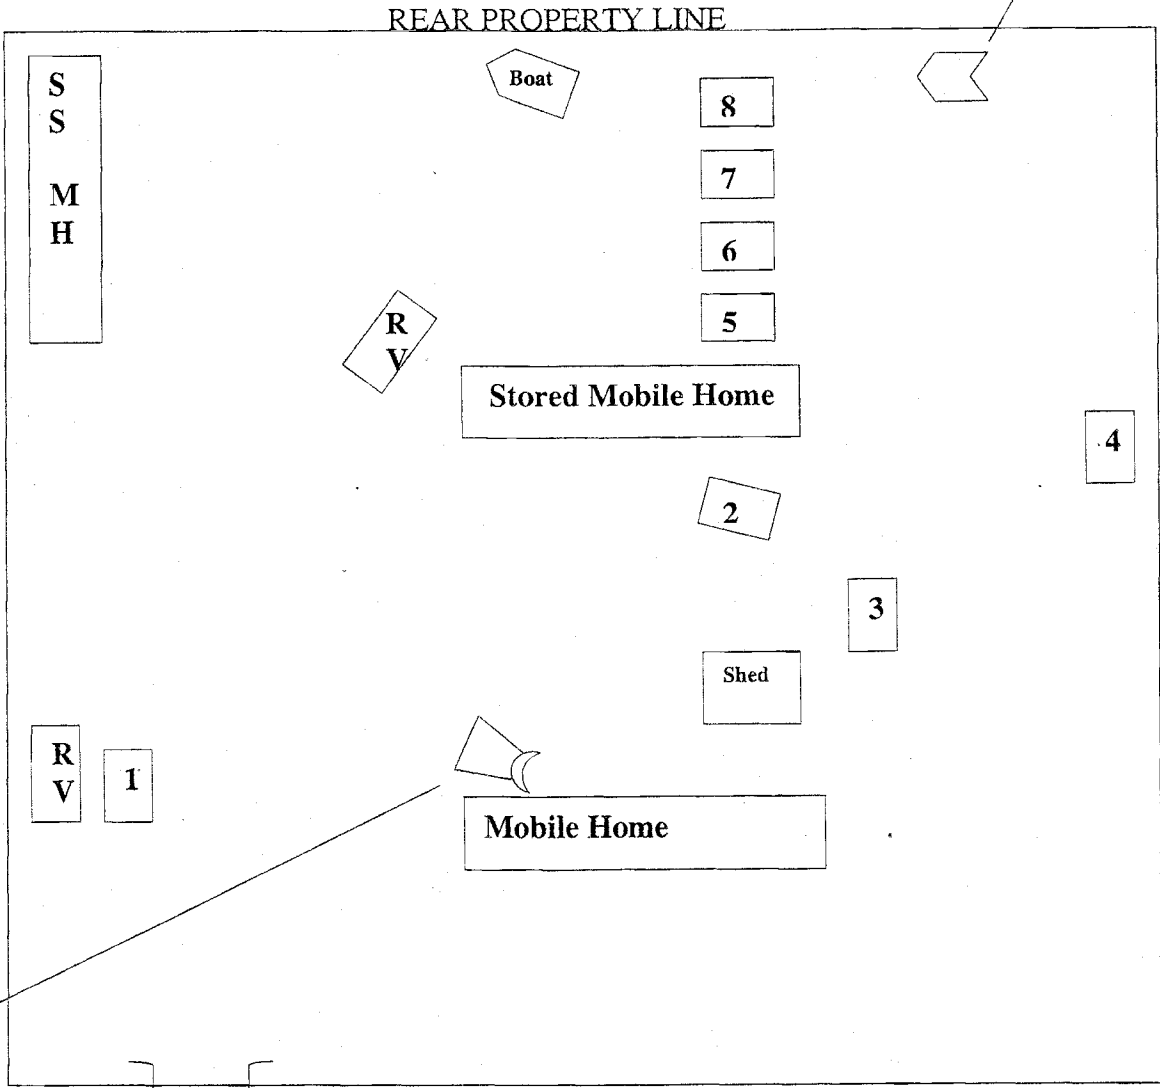 REAR PROPERTY LINE
S
S
M
H
Boat
8
7
6
5
R
V
Stored Mobile Home
4
2
3
Shed
R
V
1
Mobile Home